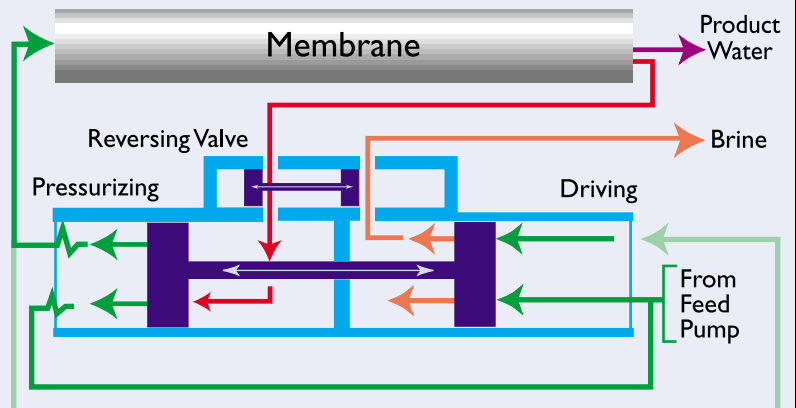 Membrane
Product
Water
Reversing Valve
Brine
Pressurizing
Driving
From
Feed
Pump